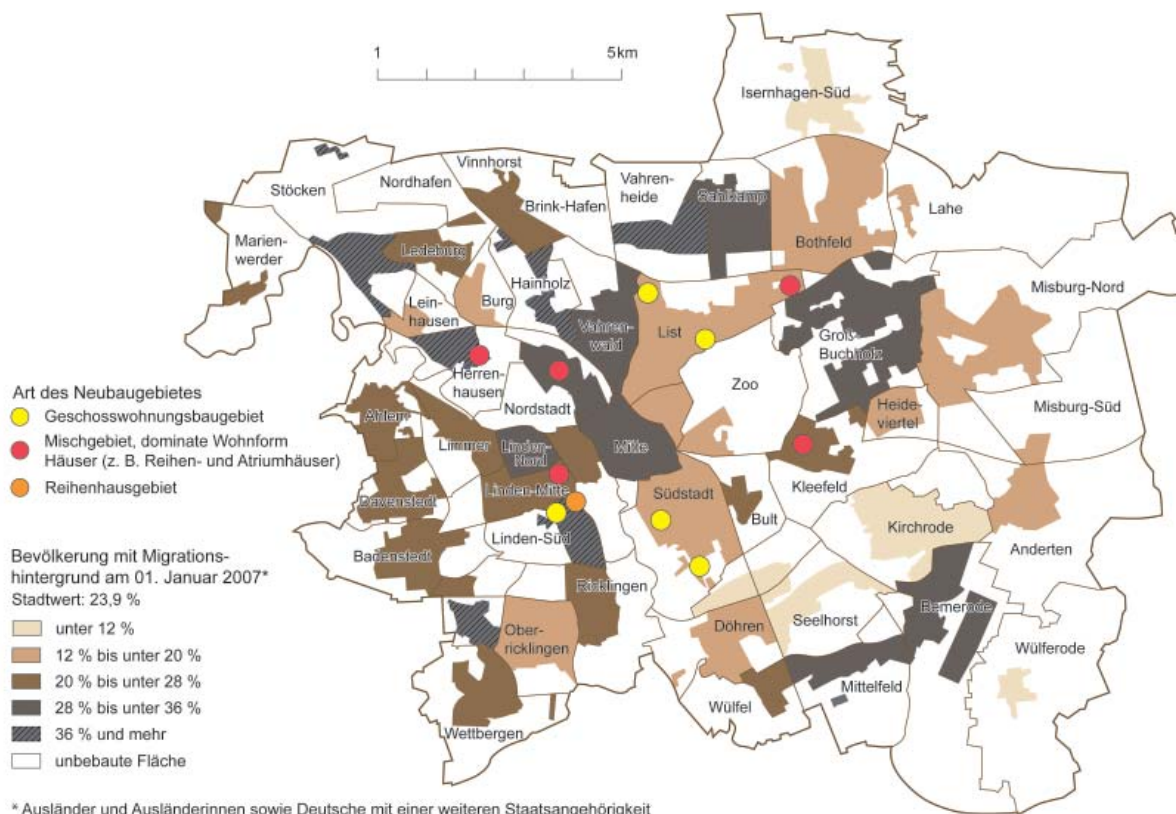 1 5km
Isernhagen-Süd
Vinnhorst
Nordhafen
Stöcken
Brink-Hafen
Vahren-
heide
Sahlkamp
Lahe
Bothfeld
Marien-
werder
Ledeburg
Hainholz
Burg
Lein-
hausen
Vahren-
wald
List
Misburg-Nord
Groß-
Buchholz
Herren-
hausen
Nordstadt
Zoo
Misburg-Süd
Heide-
viertel
Ahlem
Limmer
Linden-
Nord
Mitte
Linden-Mitte
Südstadt
Kleefeld
Bult
Davenstedt
Linden-Süd
Kirchrode
Badenstedt
Anderten
Ricklingen
Bemerode
Ober-
ricklingen
Döhren
Seelhorst
Wülferode
Mittelfeld
Wülfel
Wettbergen
Art des Neubaugebietes
Geschosswohnungsbaugebiet
Mischgebiet, dominate Wohnform
Häuser (z. B. Reihen- und Atriumhäuser)
Reihenhausgebiet
Bevölkerung mit Migrations-
hintergrund am 01. Januar 2007*
Stadtwert: 23,9 %
unter 12 %
12 % bis unter 20 %
20 % bis unter 28 %
28 % bis unter 36 %
36 % und mehr
unbebaute Fläche
* Ausländer und Ausländerinnen sowie Deutsche mit einer weiteren Staatsangehörigkeit